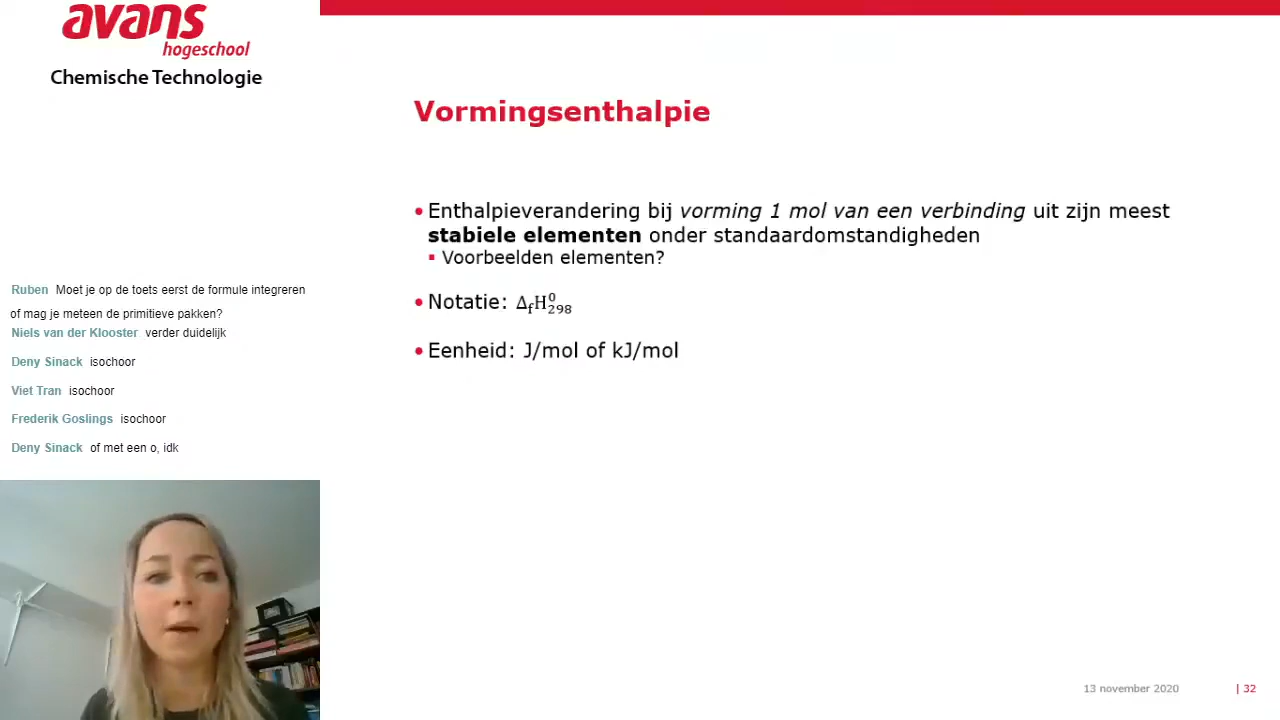 avans
hogeschool
Chemische Technologie
Vormingsenthalpie
• Enthalpieverandering bij vorming 1 mol van een verbinding uit zijn meest
stabiele elementen onder standaardomstandigheden
▪ Voorbeelden elementen?
• Notatie: ΔfH⁰₂₉₈
• Eenheid: J/mol of kJ/mol
Ruben Moet je op de toets eerst de formule integreren
of mag je meteen de primitieve pakken?
Niels van der Klooster verder duidelijk
Deny Sinack isochoor
Viet Tran isochoor
Frederik Goslings isochoor
Deny Sinack of met een o, idk
13 november 2020 | 32